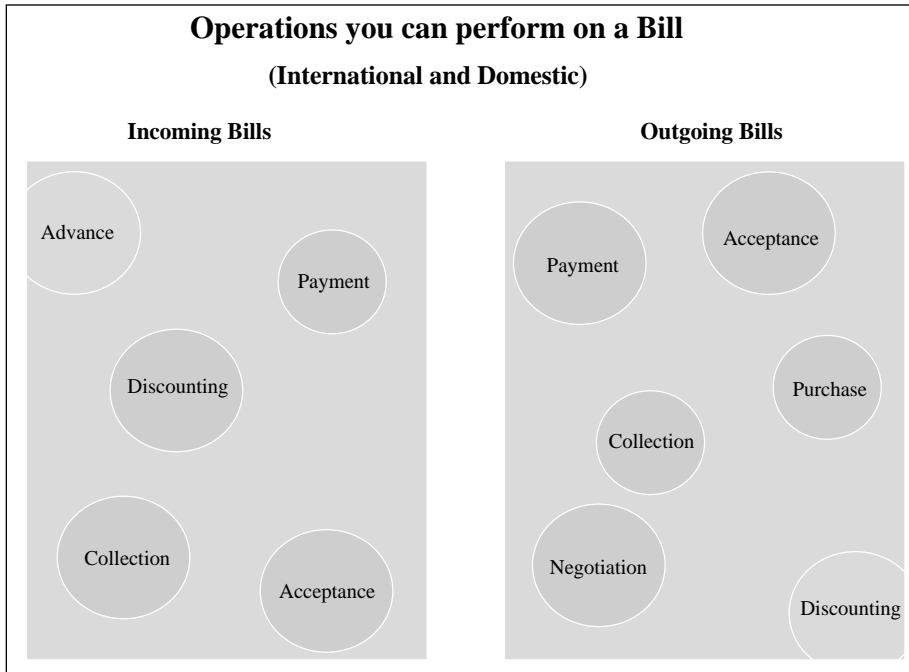 Operations you can perform on a Bill
(International and Domestic)
Incoming Bills
Advance
Payment
Discounting
Collection
Acceptance
Outgoing Bills
Acceptance
Payment
Purchase
Collection
Negotiation
Discounting